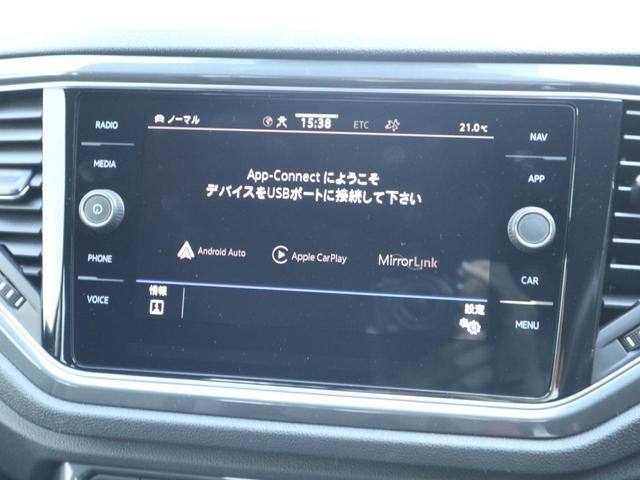 RADIO
MEDIA
PHONE
VOICE
ノーマル 15:38 ETC 21.0℃
App-Connect にようこそ
デバイスをUSBポートに接続して下さい
Android Auto Apple CarPlay MirrorLink
情報 設定
NAV
APP
CAR
MENU